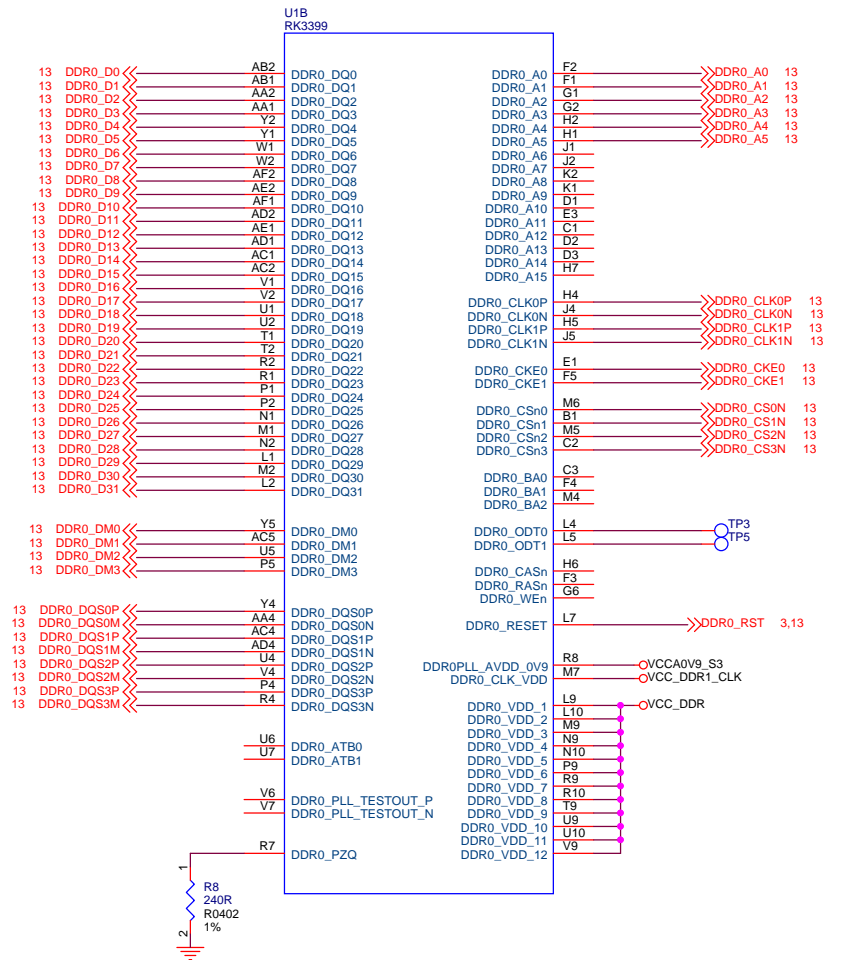 U1B
RK3399
13 DDR0_D0 AB2 DDR0_DQ0 DDR0_A0 F2 DDR0_A0 13
13 DDR0_D1 AB1 DDR0_DQ1 DDR0_A1 F1 DDR0_A1 13
13 DDR0_D2 AA2 DDR0_DQ2 DDR0_A2 G1 DDR0_A2 13
13 DDR0_D3 AA1 DDR0_DQ3 DDR0_A3 G2 DDR0_A3 13
13 DDR0_D4 Y2 DDR0_DQ4 DDR0_A4 H2 DDR0_A4 13
13 DDR0_D5 Y1 DDR0_DQ5 DDR0_A5 H1 DDR0_A5 13
13 DDR0_D6 W1 DDR0_DQ6 DDR0_A6 J1
13 DDR0_D7 W2 DDR0_DQ7 DDR0_A7 J2
13 DDR0_D8 AF2 DDR0_DQ8 DDR0_A8 K2
13 DDR0_D9 AE2 DDR0_DQ9 DDR0_A9 K1
13 DDR0_D10 AF1 DDR0_DQ10 DDR0_A10 D1
13 DDR0_D11 AD2 DDR0_DQ11 DDR0_A11 E3
13 DDR0_D12 AE1 DDR0_DQ12 DDR0_A12 C1
13 DDR0_D13 AD1 DDR0_DQ13 DDR0_A13 D2
13 DDR0_D14 AC1 DDR0_DQ14 DDR0_A14 D3
13 DDR0_D15 AC2 DDR0_DQ15 DDR0_A15 H7
13 DDR0_D16 V1 DDR0_DQ16
13 DDR0_D17 V2 DDR0_DQ17 DDR0_CLK0P H4 DDR0_CLK0P 13
13 DDR0_D18 U1 DDR0_DQ18 DDR0_CLK0N J4 DDR0_CLK0N 13
13 DDR0_D19 U2 DDR0_DQ19 DDR0_CLK1P H5 DDR0_CLK1P 13
13 DDR0_D20 T1 DDR0_DQ20 DDR0_CLK1N J5 DDR0_CLK1N 13
13 DDR0_D21 T2 DDR0_DQ21
13 DDR0_D22 R2 DDR0_DQ22 DDR0_CKE0 E1 DDR0_CKE0 13
13 DDR0_D23 R1 DDR0_DQ23 DDR0_CKE1 F5 DDR0_CKE1 13
13 DDR0_D24 P1 DDR0_DQ24
13 DDR0_D25 P2 DDR0_DQ25 DDR0_CSn0 M6 DDR0_CS0N 13
13 DDR0_D26 N1 DDR0_DQ26 DDR0_CSn1 B1 DDR0_CS1N 13
13 DDR0_D27 M1 DDR0_DQ27 DDR0_CSn2 M5 DDR0_CS2N 13
13 DDR0_D28 N2 DDR0_DQ28 DDR0_CSn3 C2 DDR0_CS3N 13
13 DDR0_D29 L1 DDR0_DQ29
13 DDR0_D30 M2 DDR0_DQ30 DDR0_BA0 C3
13 DDR0_D31 L2 DDR0_DQ31 DDR0_BA1 F4
DDR0_BA2 M4
13 DDR0_DM0 Y5 DDR0_DM0 DDR0_ODT0 L4 TP3
13 DDR0_DM1 AC5 DDR0_DM1 DDR0_ODT1 L5 TP5
13 DDR0_DM2 U5 DDR0_DM2
13 DDR0_DM3 P5 DDR0_DM3 DDR0_CASn H6
DDR0_RASn F3
DDR0_WEn G6
13 DDR0_DQS0P Y4 DDR0_DQS0P
13 DDR0_DQS0M AA4 DDR0_DQS0N DDR0_RESET L7 DDR0_RST 3,13
13 DDR0_DQS1P AC4 DDR0_DQS1P
13 DDR0_DQS1M AD4 DDR0_DQS1N
13 DDR0_DQS2P U4 DDR0_DQS2P DDR0PLL_AVDD_0V9 R8 VCCA0V9_S3
13 DDR0_DQS2M V4 DDR0_DQS2N DDR0_CLK_VDD M7 VCC_DDR1_CLK
13 DDR0_DQS3P P4 DDR0_DQS3P
13 DDR0_DQS3M R4 DDR0_DQS3N DDR0_VDD_1 L9 VCC_DDR
DDR0_VDD_2 L10
DDR0_VDD_3 M9
U6 DDR0_ATB0 DDR0_VDD_4 N9
U7 DDR0_ATB1 DDR0_VDD_5 N10
DDR0_VDD_6 P9
DDR0_VDD_7 R9
V6 DDR0_PLL_TESTOUT_P DDR0_VDD_8 R10
V7 DDR0_PLL_TESTOUT_N DDR0_VDD_9 T9
DDR0_VDD_10 U9
DDR0_VDD_11 U10
R7 DDR0_PZQ DDR0_VDD_12 V9
1
R8
240R
R0402
1%
2